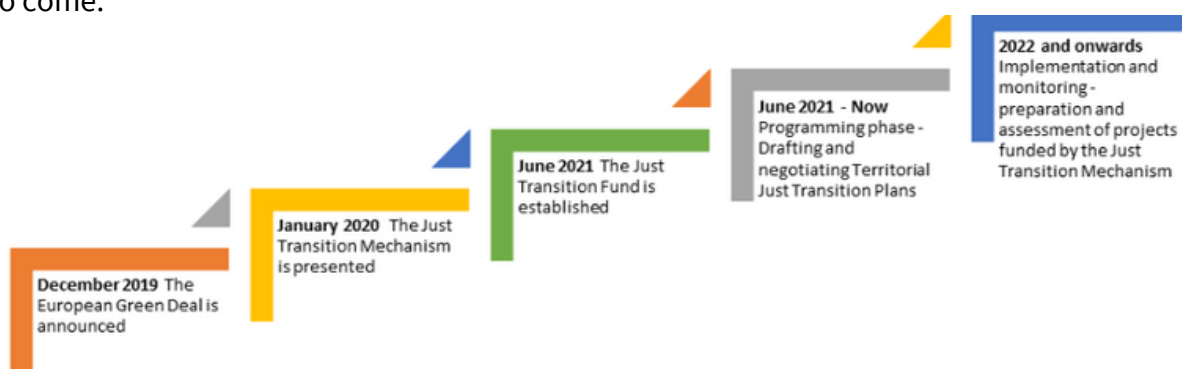 o come.
December 2019 The
European Green Deal is
announced
January 2020 The Just
Transition Mechanism
is presented
June 2021 The Just
Transition Fund is
established
June 2021 - Now
Programming phase -
Drafting and
negotiating Territorial
Just Transition Plans
2022 and onwards
Implementation and
monitoring -
preparation and
assessment of projects
funded by the Just
Transition Mechanism